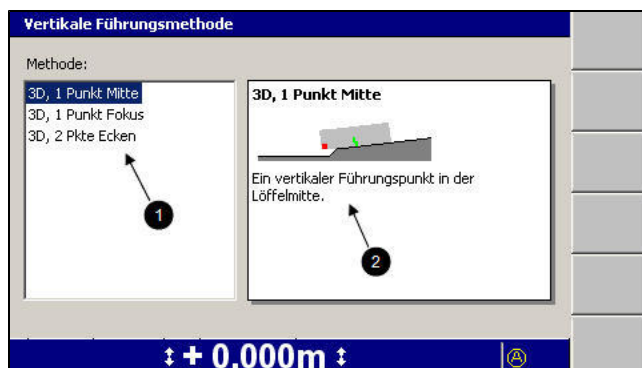 Vertikale Führungsmethode
Methode:
3D, 1 Punkt Mitte
3D, 1 Punkt Fokus
3D, 2 Pkte Ecken
1
3D, 1 Punkt Mitte
Ein vertikaler Führungspunkt in der
Löffelmitte.
2
+ 0.000m
A